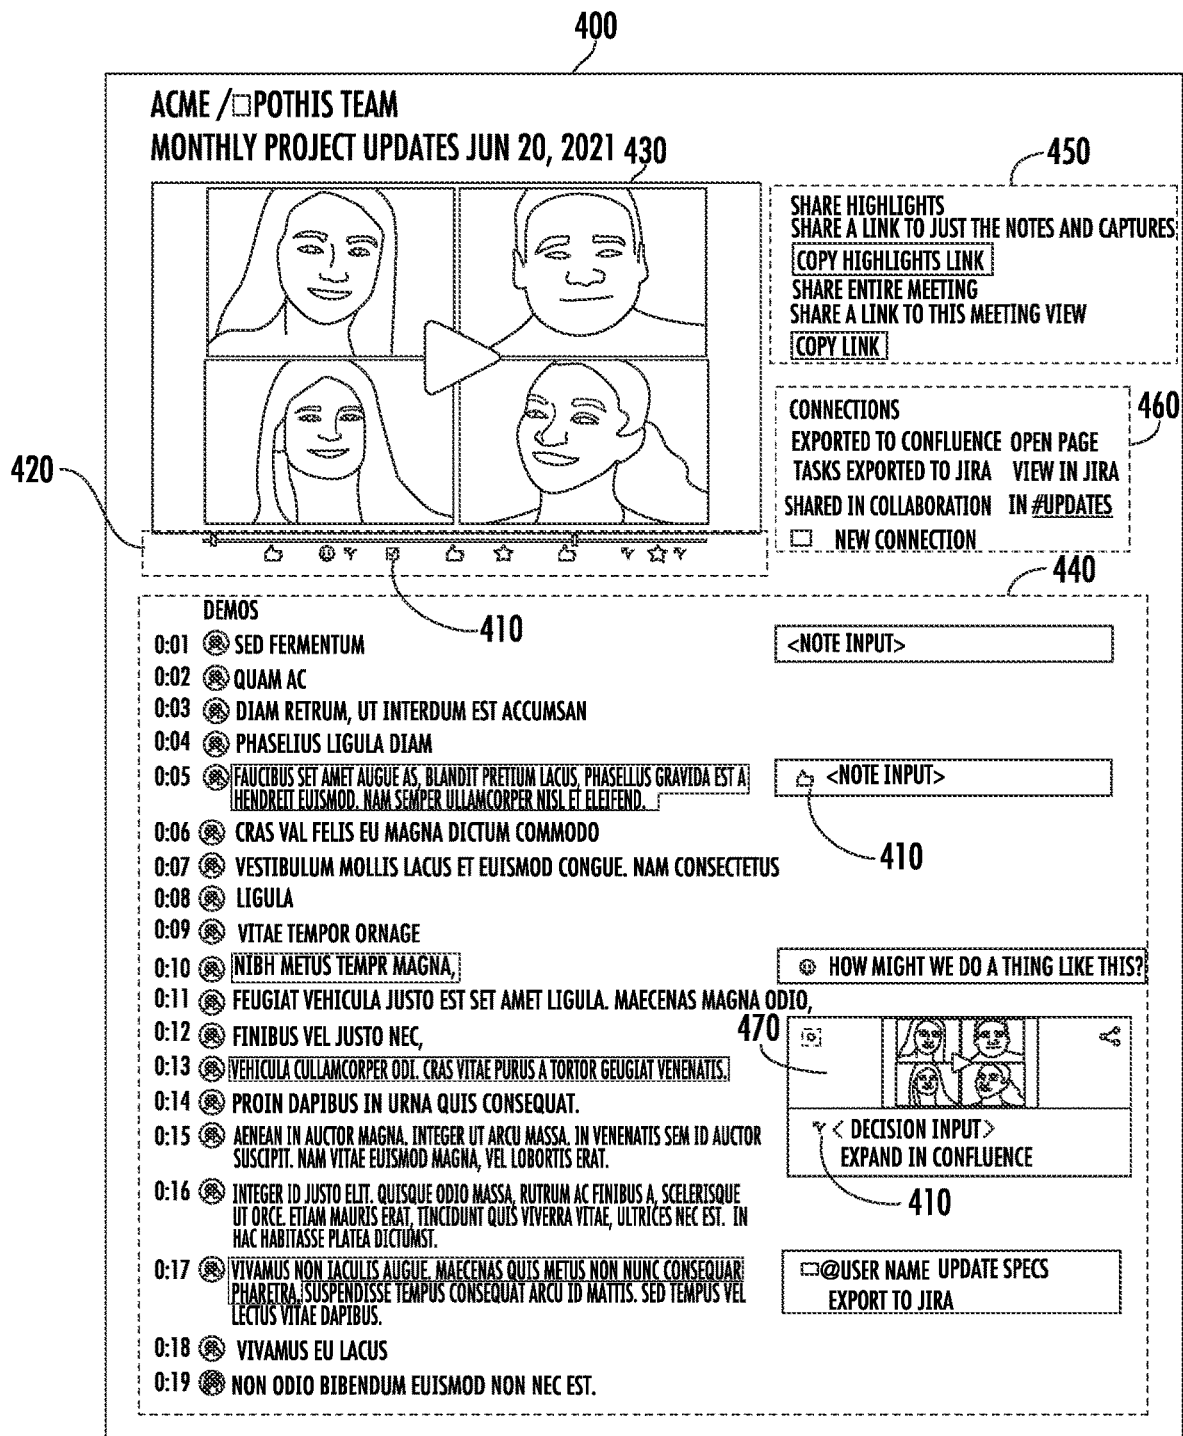 400
ACME / POTHIS TEAM
MONTHLY PROJECT UPDATES JUN 20, 2021
430
450
SHARE HIGHLIGHTS
SHARE A LINK TO JUST THE NOTES AND CAPTURES
COPY HIGHLIGHTS LINK
SHARE ENTIRE MEETING
SHARE A LINK TO THIS MEETING VIEW
COPY LINK
460
CONNECTIONS
EXPORTED TO CONFLUENCE OPEN PAGE
TASKS EXPORTED TO JIRA VIEW IN JIRA
SHARED IN COLLABORATION IN #UPDATES
NEW CONNECTION
420
410
440
DEMOS
0:01 SED FERMENTUM
<NOTE INPUT>
0:02 QUAM AC
0:03 DIAM RETRUM, UT INTERDUM EST ACCUMSAN
0:04 PHASELIUS LIGULA DIAM
0:05 FAUCIBUS SET AMET AUGUE AS, BLANDIT PRETIUM LACUS, PHASELLUS GRAVIDA EST A
HENDREIT EUISMOD. NAM SEMPER ULLAMCORPER NISL ET ELEIFEND.
<NOTE INPUT>
410
0:06 CRAS VAL FELIS EU MAGNA DICTUM COMMODO
0:07 VESTIBULUM MOLLIS LACUS ET EUISMOD CONGUE. NAM CONSECTETUS
0:08 LIGULA
0:09 VITAE TEMPOR ORNAGE
0:10 NIBH METUS TEMPR MAGNA,
HOW MIGHT WE DO A THING LIKE THIS?
0:11 FEUGIAT VEHICULA JUSTO EST SET AMET LIGULA. MAECENAS MAGNA ODIO,
0:12 FINIBUS VEL JUSTO NEC,
470
0:13 VEHICULA CULLAMCORPER ODI. CRAS VITAE PURUS A TORTOR GEUGIAT VENENATIS.
0:14 PROIN DAPIBUS IN URNA QUIS CONSEQUAT.
0:15 AENEAN IN AUCTOR MAGNA. INTEGER UT ARCU MASSA. IN VENENATIS SEM ID AUCTOR
SUSCIPIT. NAM VITAE EUISMOD MAGNA, VEL LOBORTIS ERAT.
< DECISION INPUT >
EXPAND IN CONFLUENCE
410
0:16 INTEGER ID JUSTO ELIT. QUISQUE ODIO MASSA, RUTRUM AC FINIBUS A, SCELERISQUE
UT ORCE. ETIAM MAURIS ERAT, TINCIDUNT QUIS VIVERRA VITAE, ULTRICES NEC EST. IN
HAC HABITASSE PLATEA DICTUMST.
0:17 VIVAMUS NON IACULIS AUGUE. MAECENAS QUIS METUS NON NUNC CONSEQUAR
PHARETRA. SUSPENDISSE TEMPUS CONSEQUAT ARCU ID MATTIS. SED TEMPUS VEL
LECTUS VITAE DAPIBUS.
@USER NAME UPDATE SPECS
EXPORT TO JIRA
0:18 VIVAMUS EU LACUS
0:19 NON ODIO BIBENDUM EUISMOD NON NEC EST.